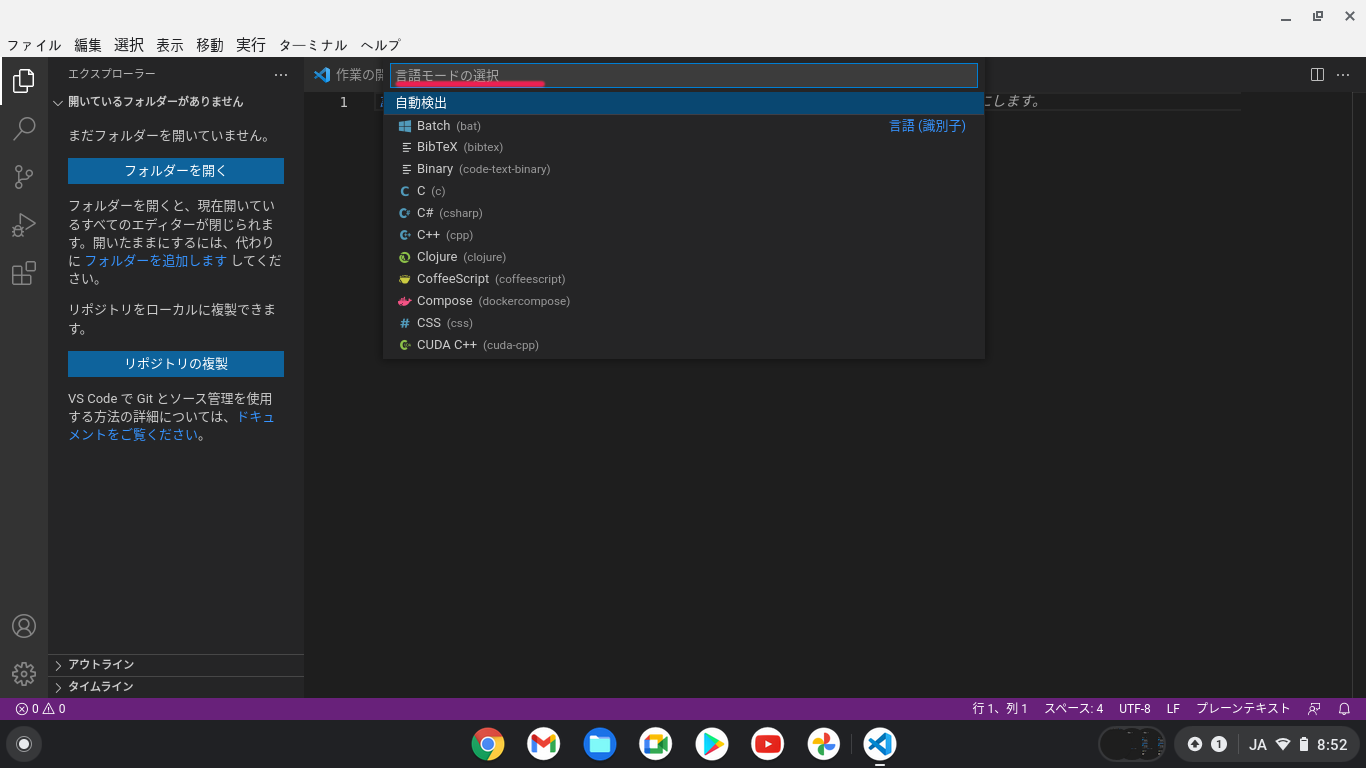 ファイル 編集 選択 表示 移動 実行 ターミナル ヘルプ
エクスプローラー
開いているフォルダーがありません
まだフォルダーを開いていません。
フォルダーを開く
フォルダーを開くと、現在開いてい
るすべてのエディターが閉じられま
す。開いたままにするには、代わり
に フォルダーを追加します してくだ
さい。
リポジトリをローカルに複製できま
す。
リポジトリの複製
VS Code で Git とソース管理を使用
する方法の詳細については、ドキュ
メントをご覧ください。
アウトライン
タイムライン
作業の開
言語モードの選択
1
にします。
自動検出
Batch (bat) 言語 (識別子)
BibTeX (bibtex)
Binary (code-text-binary)
C (c)
C# (csharp)
C++ (cpp)
Clojure (clojure)
CoffeeScript (coffeescript)
Compose (dockercompose)
CSS (css)
CUDA C++ (cuda-cpp)
0 0 行 1、列 1 スペース: 4 UTF-8 LF プレーンテキスト
1 JA 8:52